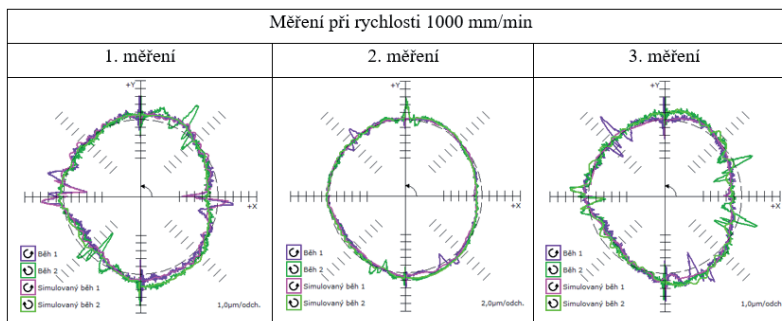 Měření při rychlosti 1000 mm/min
1. měření
2. měření
3. měření
+Y
+X
Běh 1
Běh 2
Simulovaný běh 1
Simulovaný běh 2
1,0µm/odch.
+Y
+X
Běh 1
Běh 2
Simulovaný běh 1
Simulovaný běh 2
2,0µm/odch.
+Y
+X
Běh 1
Běh 2
Simulovaný běh 1
Simulovaný běh 2
1,0µm/odch.